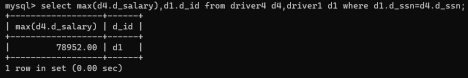 mysql> select max(d4.d_salary),d1.d_id from driver4 d4,driver1 d1 where d1.d_ssn=d4.d_ssn;
+------------------+------+
| max(d4.d_salary) | d_id |
+------------------+------+
|         78952.00 | d1   |
+------------------+------+
1 row in set (0.00 sec)